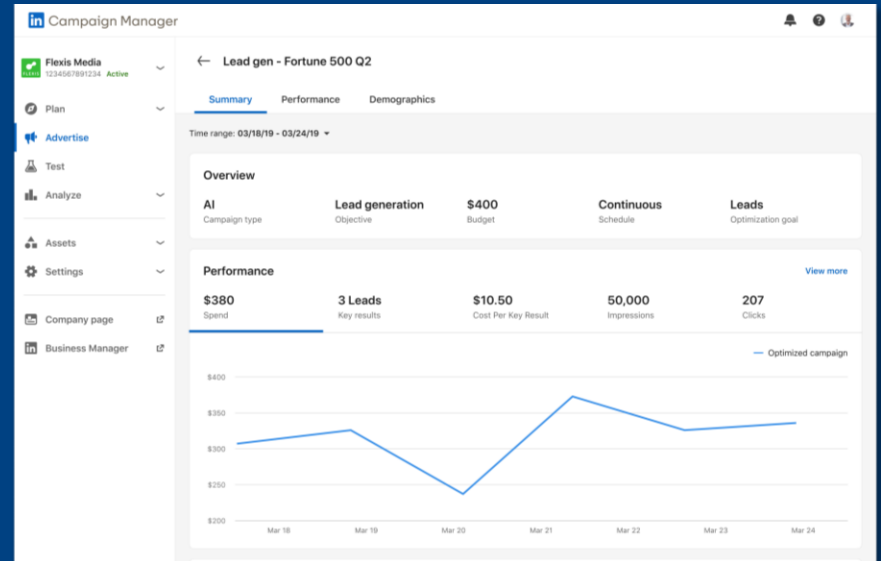 in Campaign Manager
Flexis Media
1234567891234 Active
FLEXIS
Plan
Advertise
Test
Analyze
Assets
Settings
Company page
in Business Manager
← Lead gen - Fortune 500 Q2
Summary Performance Demographics
Time range: 03/18/19 - 03/24/19
Overview
AI Lead generation $400 Continuous Leads
Campaign type Objective Budget Schedule Optimization goal
Performance View more
$380 3 Leads $10.50 50,000 207
Spend Key results Cost Per Key Result Impressions Clicks
Optimized campaign
$400
$350
$300
$250
$200
Mar 18 Mar 19 Mar 20 Mar 21 Mar 22 Mar 23 Mar 24